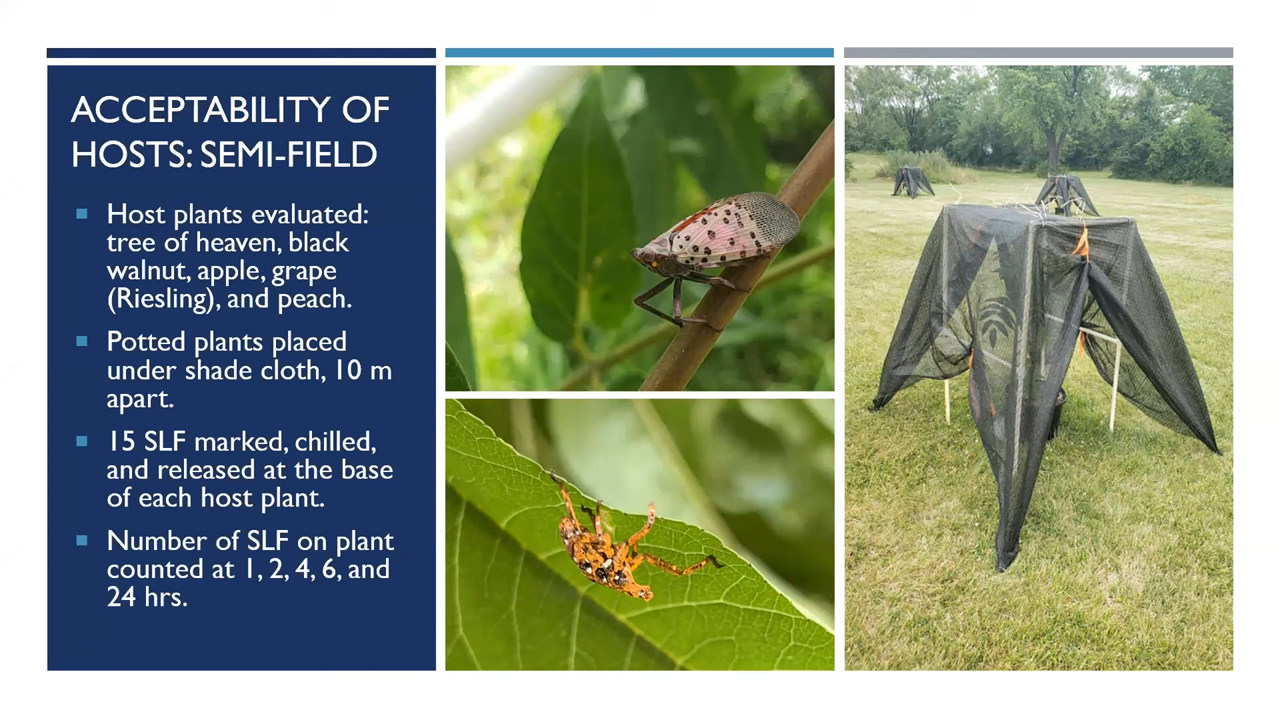 ACCEPTABILITY OF
HOSTS: SEMI-FIELD
Host plants evaluated:
tree of heaven, black
walnut, apple, grape
(Riesling), and peach.
Potted plants placed
under shade cloth, 10 m
apart.
15 SLF marked, chilled,
and released at the base
of each host plant.
Number of SLF on plant
counted at 1, 2, 4, 6, and
24 hrs.